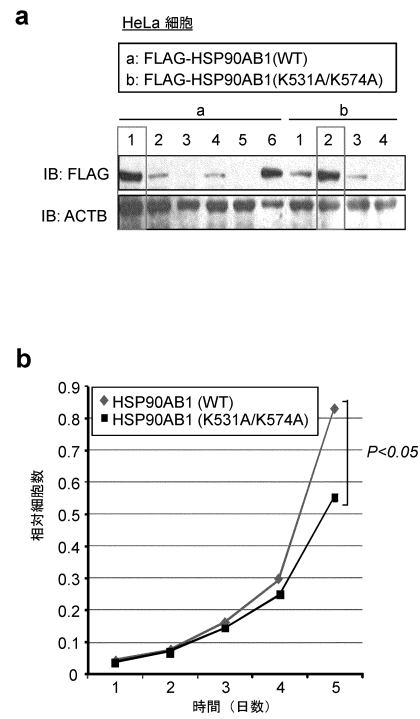 a
HeLa 細胞
a: FLAG-HSP90AB1(WT)
b: FLAG-HSP90AB1(K531A/K574A)
a b
1 2 3 4 5 6 1 2 3 4
IB: FLAG
IB: ACTB
b
0.9
0.8
0.7
0.6
0.5
0.4
0.3
0.2
0.1
0
相対細胞数
HSP90AB1 (WT)
HSP90AB1 (K531A/K574A)
P<0.05
1 2 3 4 5
時間（日数）